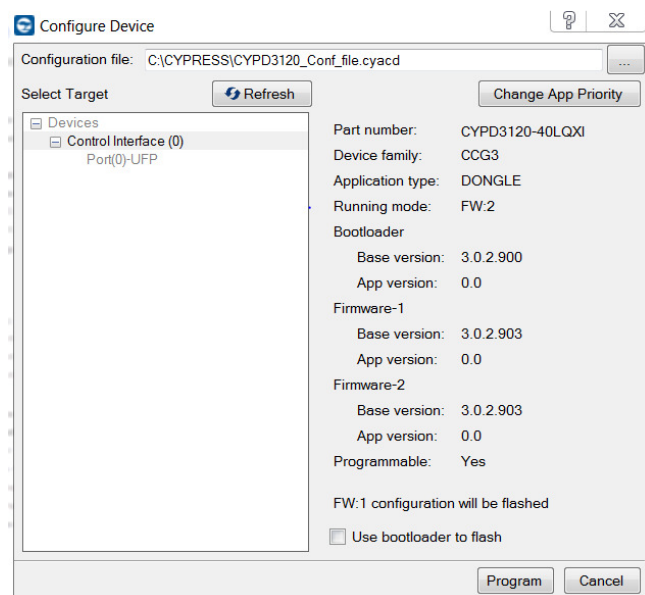 Configure Device
Configuration file: C:\CYPRESS\CYPD3120_Conf_file.cyacd ...
Select Target Refresh Change App Priority
Devices
Control Interface (0)
Port(0)-UFP
Part number: CYPD3120-40LQXI
Device family: CCG3
Application type: DONGLE
Running mode: FW:2
Bootloader
Base version: 3.0.2.900
App version: 0.0
Firmware-1
Base version: 3.0.2.903
App version: 0.0
Firmware-2
Base version: 3.0.2.903
App version: 0.0
Programmable: Yes
FW:1 configuration will be flashed
Use bootloader to flash
Program Cancel